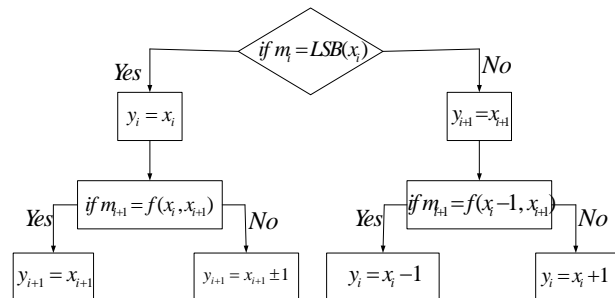 if m_i = LSB(x_i)
Yes
No
y_i = x_i
y_{i+1} = x_{i+1}
if m_{i+1} = f(x_i, x_{i+1})
if m_{i+1} = f(x_i − 1, x_{i+1})
Yes
No
Yes
No
y_{i+1} = x_{i+1}
y_{i+1} = x_{i+1} ± 1
y_i = x_i − 1
y_i = x_i + 1